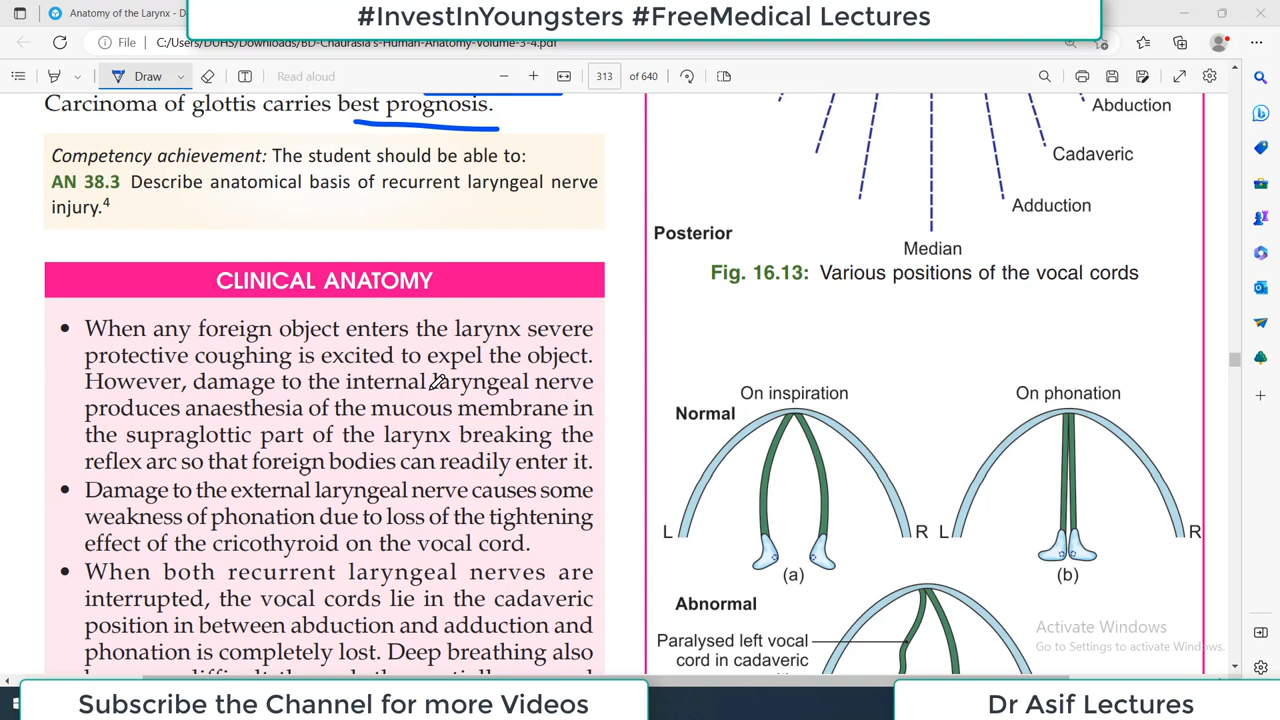 #InvestInYoungsters #FreeMedical Lectures
Anatomy of the Larynx - D
File
C:/Users/DUHS/Downloads/BD-Chaurasia's-Human-Anatomy-Volume-3-4.pdf
Draw
Read aloud
313 of 640
Carcinoma of glottis carries best prognosis.
Competency achievement: The student should be able to:
AN 38.3 Describe anatomical basis of recurrent laryngeal nerve
injury.4
CLINICAL ANATOMY
• When any foreign object enters the larynx severe
protective coughing is excited to expel the object.
However, damage to the internal laryngeal nerve
produces anaesthesia of the mucous membrane in
the supraglottic part of the larynx breaking the
reflex arc so that foreign bodies can readily enter it.
• Damage to the external laryngeal nerve causes some
weakness of phonation due to loss of the tightening
effect of the cricothyroid on the vocal cord.
• When both recurrent laryngeal nerves are
interrupted, the vocal cords lie in the cadaveric
position in between abduction and adduction and
phonation is completely lost. Deep breathing also
Abduction
Cadaveric
Adduction
Posterior
Median
Fig. 16.13: Various positions of the vocal cords
On inspiration
On phonation
Normal
L
R
L
R
(a)
(b)
Abnormal
Paralysed left vocal
cord in cadaveric
Activate Windows
Go to Settings to activate Windows.
Subscribe the Channel for more Videos
Dr Asif Lectures